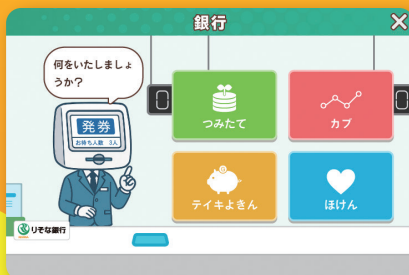 銀行
何をいたしましょ
うか?
発券
お待ち人数 3人
つみたて
カブ
テイキよきん
ほけん
りそな銀行